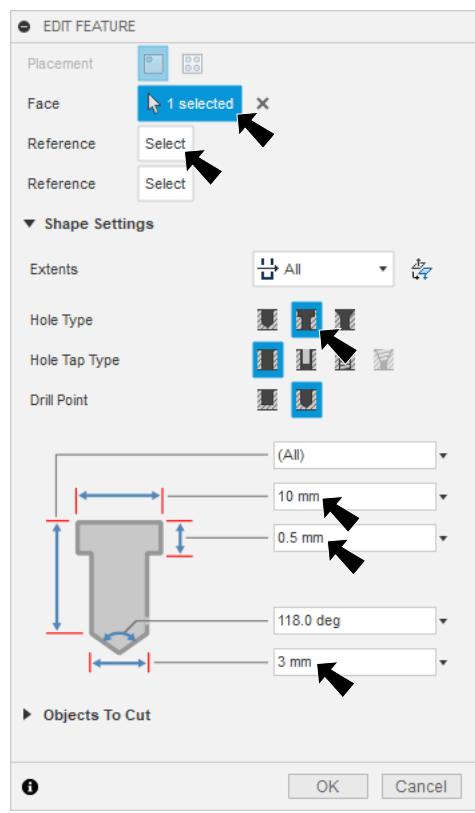 EDIT FEATURE
Placement
Face 1 selected
Reference Select
Reference Select
Shape Settings
Extents All
Hole Type
Hole Tap Type
Drill Point
(All)
10 mm
0.5 mm
118.0 deg
3 mm
Objects To Cut
OK Cancel